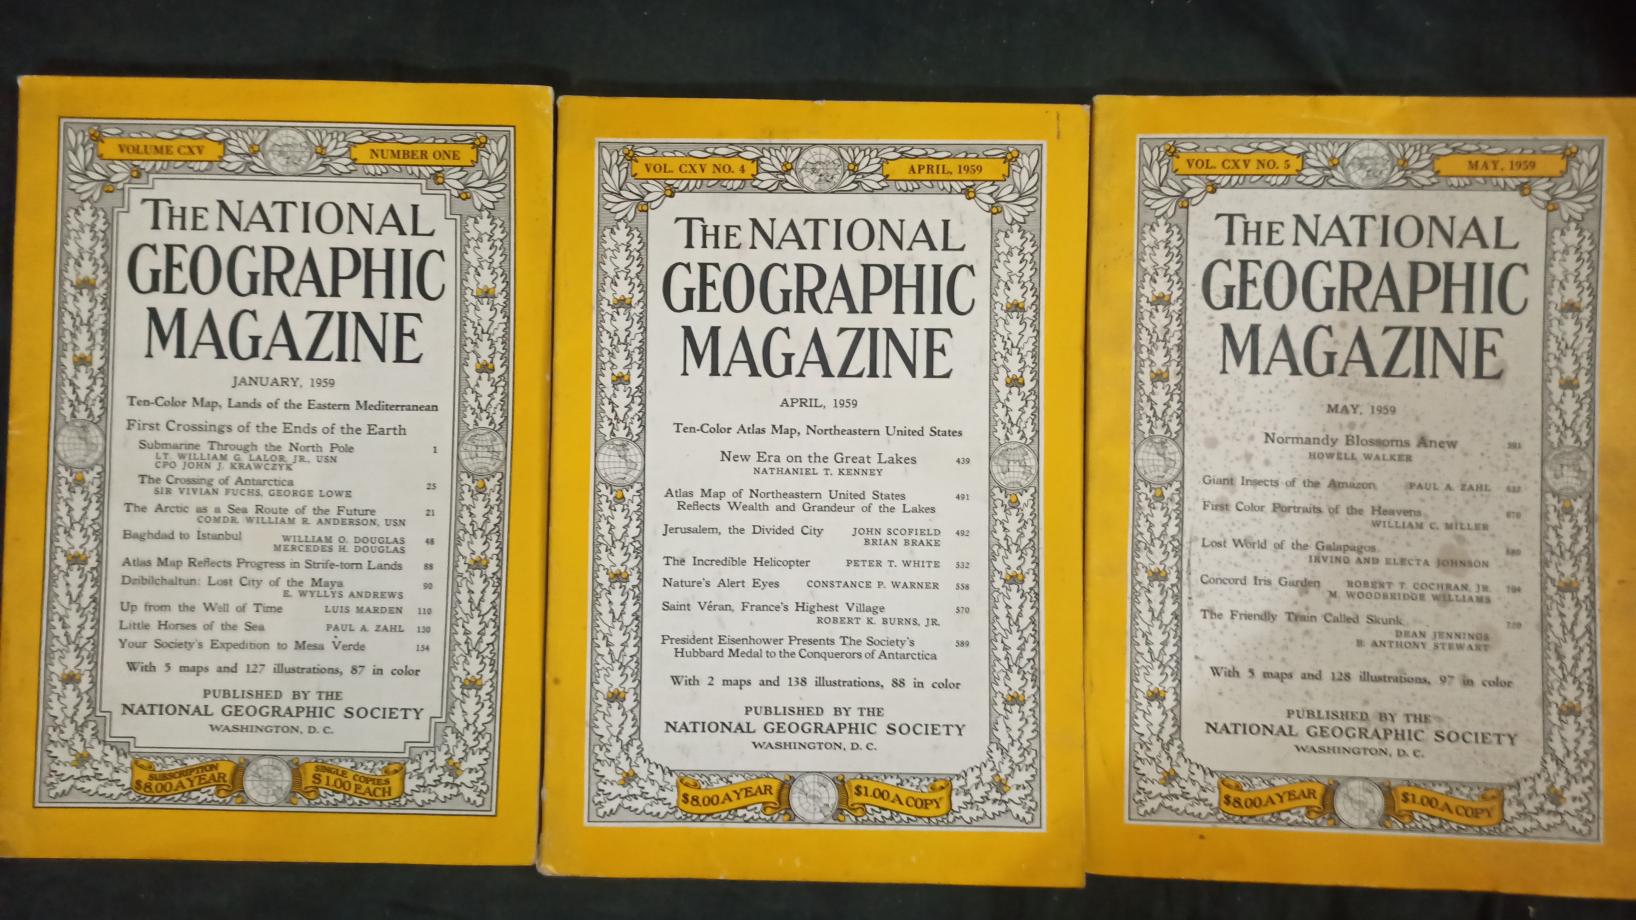 VOLUME CXV NUMBER ONE
THE NATIONAL
GEOGRAPHIC
MAGAZINE
JANUARY, 1959
Ten-Color Map, Lands of the Eastern Mediterranean
First Crossings of the Ends of the Earth
Submarine Through the North Pole 1
LT. WILLIAM G. LALOR, JR., USN
CPO JOHN J. KRAWCZYK
The Crossing of Antarctica 25
SIR VIVIAN FUCHS, GEORGE LOWE
The Arctic as a Sea Route of the Future 21
COMDR. WILLIAM R. ANDERSON, USN
Baghdad to Istanbul WILLIAM O. DOUGLAS 48
MERCEDES H. DOUGLAS
Atlas Map Reflects Progress in Strife-torn Lands 88
Dzibilchaltun: Lost City of the Maya 90
E. WYLLYS ANDREWS
Up from the Well of Time LUIS MARDEN 110
Little Horses of the Sea PAUL A. ZAHL 130
Your Society's Expedition to Mesa Verde 154
With 5 maps and 127 illustrations, 87 in color
PUBLISHED BY THE
NATIONAL GEOGRAPHIC SOCIETY
WASHINGTON, D. C.
SUBSCRIPTION
$8.00 A YEAR
SINGLE COPIES
$1.00 EACH
VOL. CXV NO. 4 APRIL, 1959
THE NATIONAL
GEOGRAPHIC
MAGAZINE
APRIL, 1959
Ten-Color Atlas Map, Northeastern United States
New Era on the Great Lakes 439
NATHANIEL T. KENNEY
Atlas Map of Northeastern United States 491
Reflects Wealth and Grandeur of the Lakes
Jerusalem, the Divided City JOHN SCOFIELD 492
BRIAN BRAKE
The Incredible Helicopter PETER T. WHITE 532
Nature's Alert Eyes CONSTANCE P. WARNER 558
Saint Véran, France's Highest Village 570
ROBERT K. BURNS, JR.
President Eisenhower Presents The Society's 589
Hubbard Medal to the Conquerors of Antarctica
With 2 maps and 138 illustrations, 88 in color
PUBLISHED BY THE
NATIONAL GEOGRAPHIC SOCIETY
WASHINGTON, D. C.
$8.00 A YEAR $1.00 A COPY
VOL. CXV NO. 5 MAY, 1959
THE NATIONAL
GEOGRAPHIC
MAGAZINE
MAY, 1959
Normandy Blossoms Anew 591
HOWELL WALKER
Giant Insects of the Amazon PAUL A. ZAHL
First Color Portraits of the Heavens 670
WILLIAM C. MILLER
Lost World of the Galapagos
IRVING AND ELECTA JOHNSON
Concord Iris Garden ROBERT T. COCHRAN, JR.
M. WOODBRIDGE WILLIAMS
The Friendly Train Called Skunk
DEAN JENNINGS
B. ANTHONY STEWART
With 5 maps and 128 illustrations, 97 in color
PUBLISHED BY THE
NATIONAL GEOGRAPHIC SOCIETY
WASHINGTON, D. C.
$8.00 A YEAR $1.00 A COPY